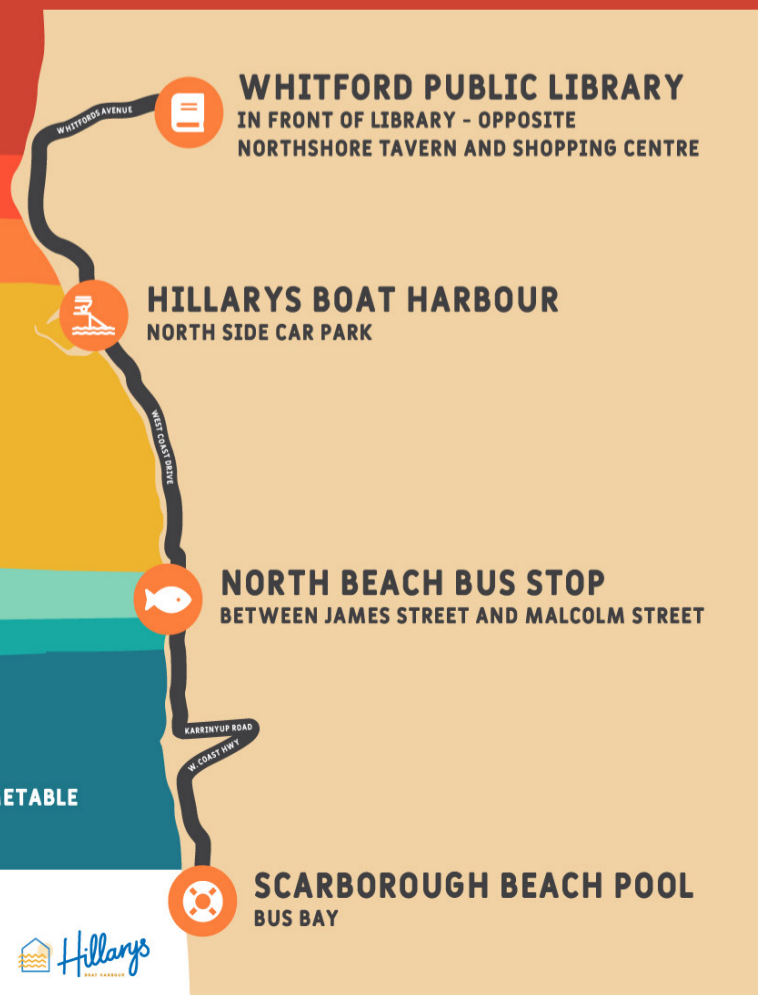 WHITFORD PUBLIC LIBRARY
IN FRONT OF LIBRARY - OPPOSITE
NORTHSHORE TAVERN AND SHOPPING CENTRE
WHITFORDS AVENUE
HILLARYS BOAT HARBOUR
NORTH SIDE CAR PARK
WEST COAST DRIVE
NORTH BEACH BUS STOP
BETWEEN JAMES STREET AND MALCOLM STREET
KARRINYUP ROAD
W. COAST HWY
ETABLE
SCARBOROUGH BEACH POOL
BUS BAY
Hillarys
BOAT HARBOUR